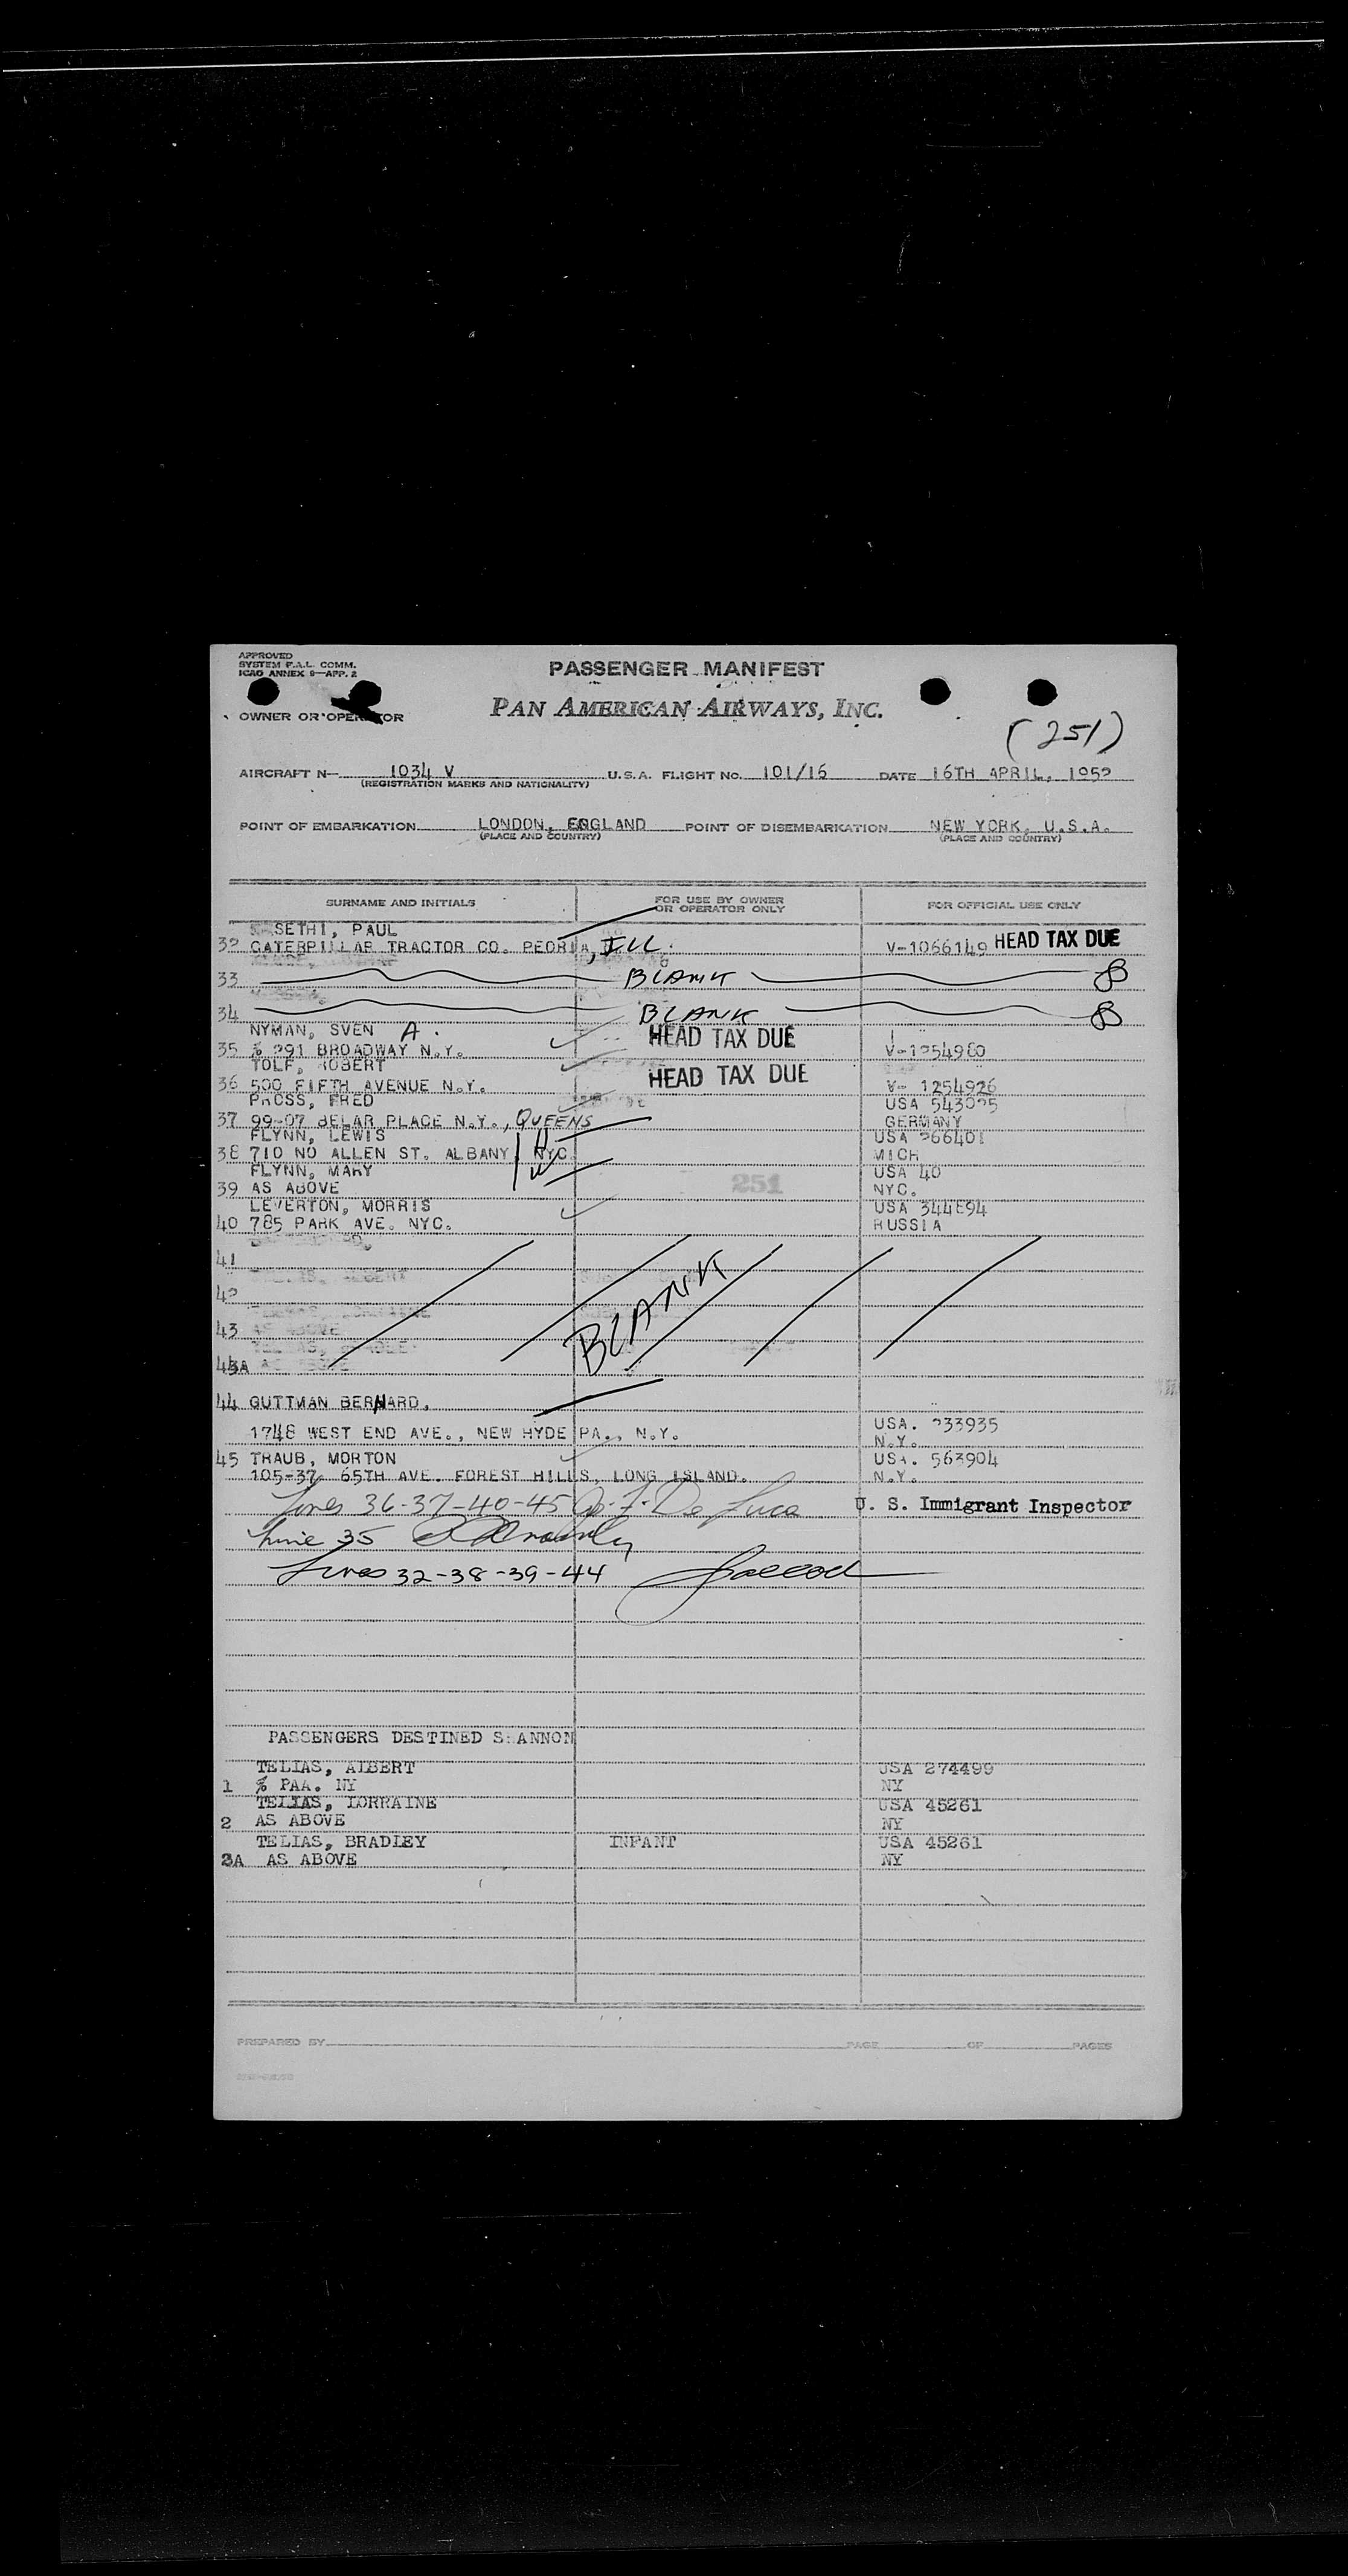 APPROVED
SYSTEM F.A.L. COMM.
ICAO ANNEX 9—APP. 2
PASSENGER MANIFEST
OWNER OR OPERATOR
PAN AMERICAN AIRWAYS, INC.
(251)
AIRCRAFT N— 1034 V U.S.A. FLIGHT NO. 101/16 DATE 16TH APRIL, 1952
(REGISTRATION MARKS AND NATIONALITY)
POINT OF EMBARKATION LONDON, ENGLAND POINT OF DISEMBARKATION NEW YORK, U.S.A.
(PLACE AND COUNTRY) (PLACE AND COUNTRY)
SURNAME AND INITIALS FOR USE BY OWNER OR OPERATOR ONLY FOR OFFICIAL USE ONLY
SETHI, PAUL
32 CATERPILLAR TRACTOR CO. PEORIA, ILL. V-1066149 HEAD TAX DUE
33 BLANK
34 BLANK
NYMAN, SVEN A. HEAD TAX DUE
35 % 291 BROADWAY N.Y. V-1254980
TOLF, ROBERT
36 500 FIFTH AVENUE N.Y. HEAD TAX DUE V- 1254926
FRED USA 543025
37 99-07 BELAR PLACE N.Y., QUEENS GERMANY
FLYNN, LEWIS USA 266401
38 710 NO ALLEN ST. ALBANY NYC. MICH
FLYNN, MARY USA 40
39 AS ABOVE 251 NYC.
LEVERTON, MORRIS USA 344894
40 785 PARK AVE. NYC. RUSSIA
41
42
43
43A
BLANK
44 GUTTMAN BERNARD. USA. 233935
1748 WEST END AVE., NEW HYDE PA., N.Y. N.Y.
45 TRAUB, MORTON USA. 563904
105-37 65TH AVE. FOREST HILLS, LONG ISLAND. N.Y.
Lines 36-37-40-45 De Luca U. S. Immigrant Inspector
Line 35
Lines 32-38-39-44
PASSENGERS DESTINED SHANNON
TELIAS, ALBERT USA 274499
1 % PAA. NY NY
TELIAS, LORRAINE USA 45261
2 AS ABOVE NY
TELIAS, BRADLEY INFANT USA 45261
2A AS ABOVE NY
PREPARED BY PAGE OF PAGES